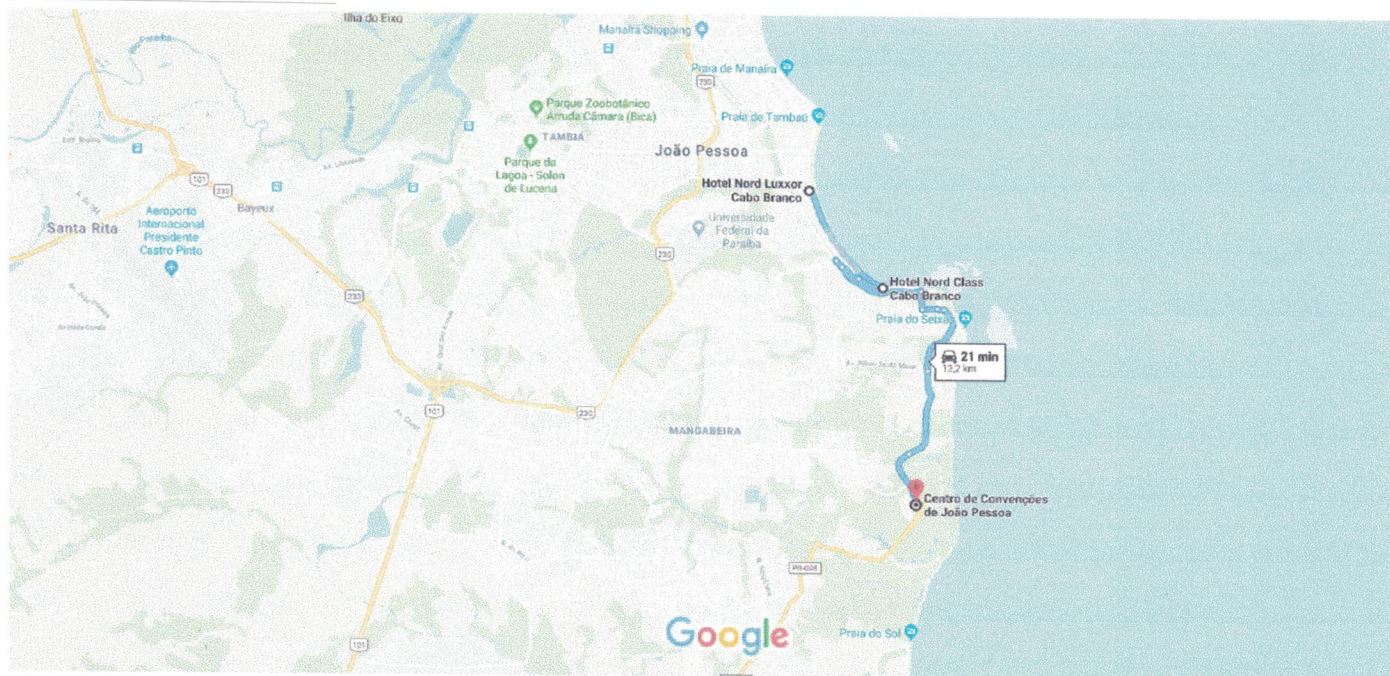 Ilha do Eixo
Manaíra Shopping
Praia de Manaíra
230
Parque Zoobotânico
Arruda Câmara (Bica)
Praia de Tambaú
TAMBIÁ
João Pessoa
Parque da
Lagoa - Solon
de Lucena
Hotel Nord Luxxor
Cabo Branco
101
230
Bayeux
Santa Rita
Aeroporto
Internacional
Presidente
Castro Pinto
Universidade
Federal da
Paraíba
230
Hotel Nord Class
Cabo Branco
230
Praia do Seixas
21 min
12,2 km
101
230
MANGABEIRA
Centro de Convenções
de João Pessoa
PB-008
Google
Praia do Sol
101